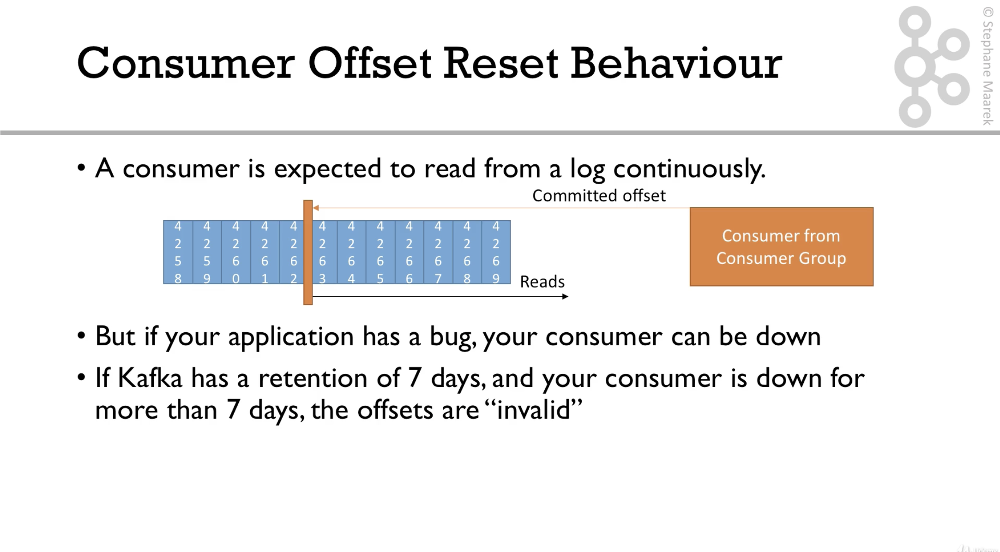 Consumer Offset Reset Behaviour
© Stephane Maarek
• A consumer is expected to read from a log continuously.
Committed offset
4258 4259 4260 4261 4262 4263 4264 4265 4266 4267 4268 4269
Reads
Consumer from
Consumer Group
• But if your application has a bug, your consumer can be down
• If Kafka has a retention of 7 days, and your consumer is down for
more than 7 days, the offsets are “invalid”
Udemy